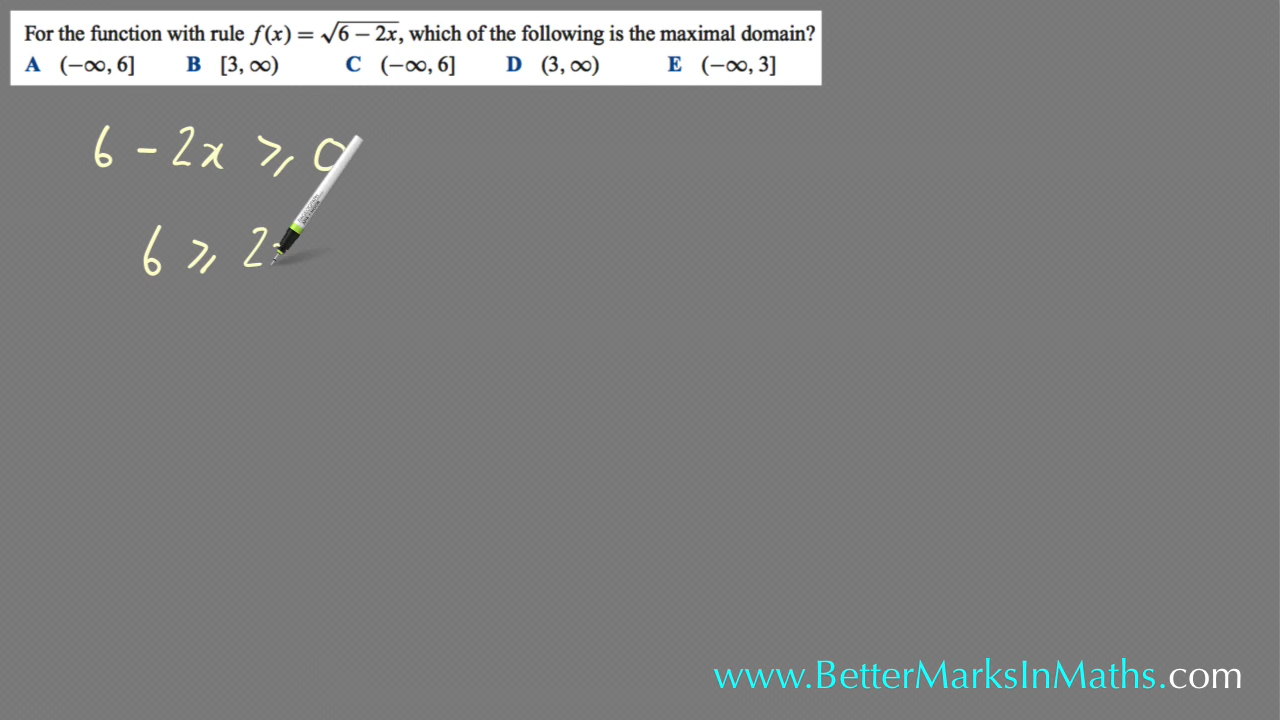 For the function with rule f(x) = √6 − 2x, which of the following is the maximal domain?
A (−∞, 6] B [3, ∞) C (−∞, 6] D (3, ∞) E (−∞, 3]
6 - 2x ⩾ 0
6 ⩾ 2x
www.BetterMarksInMaths.com